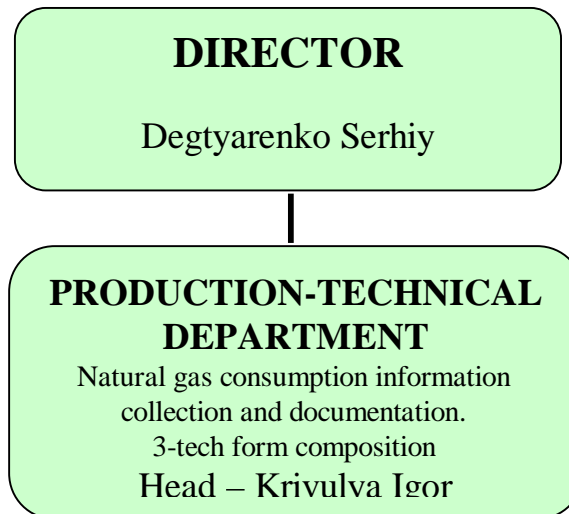 DIRECTOR
Degtyarenko Serhiy
PRODUCTION-TECHNICAL
DEPARTMENT
Natural gas consumption information
collection and documentation.
3-tech form composition
Head – Krivulya Igor